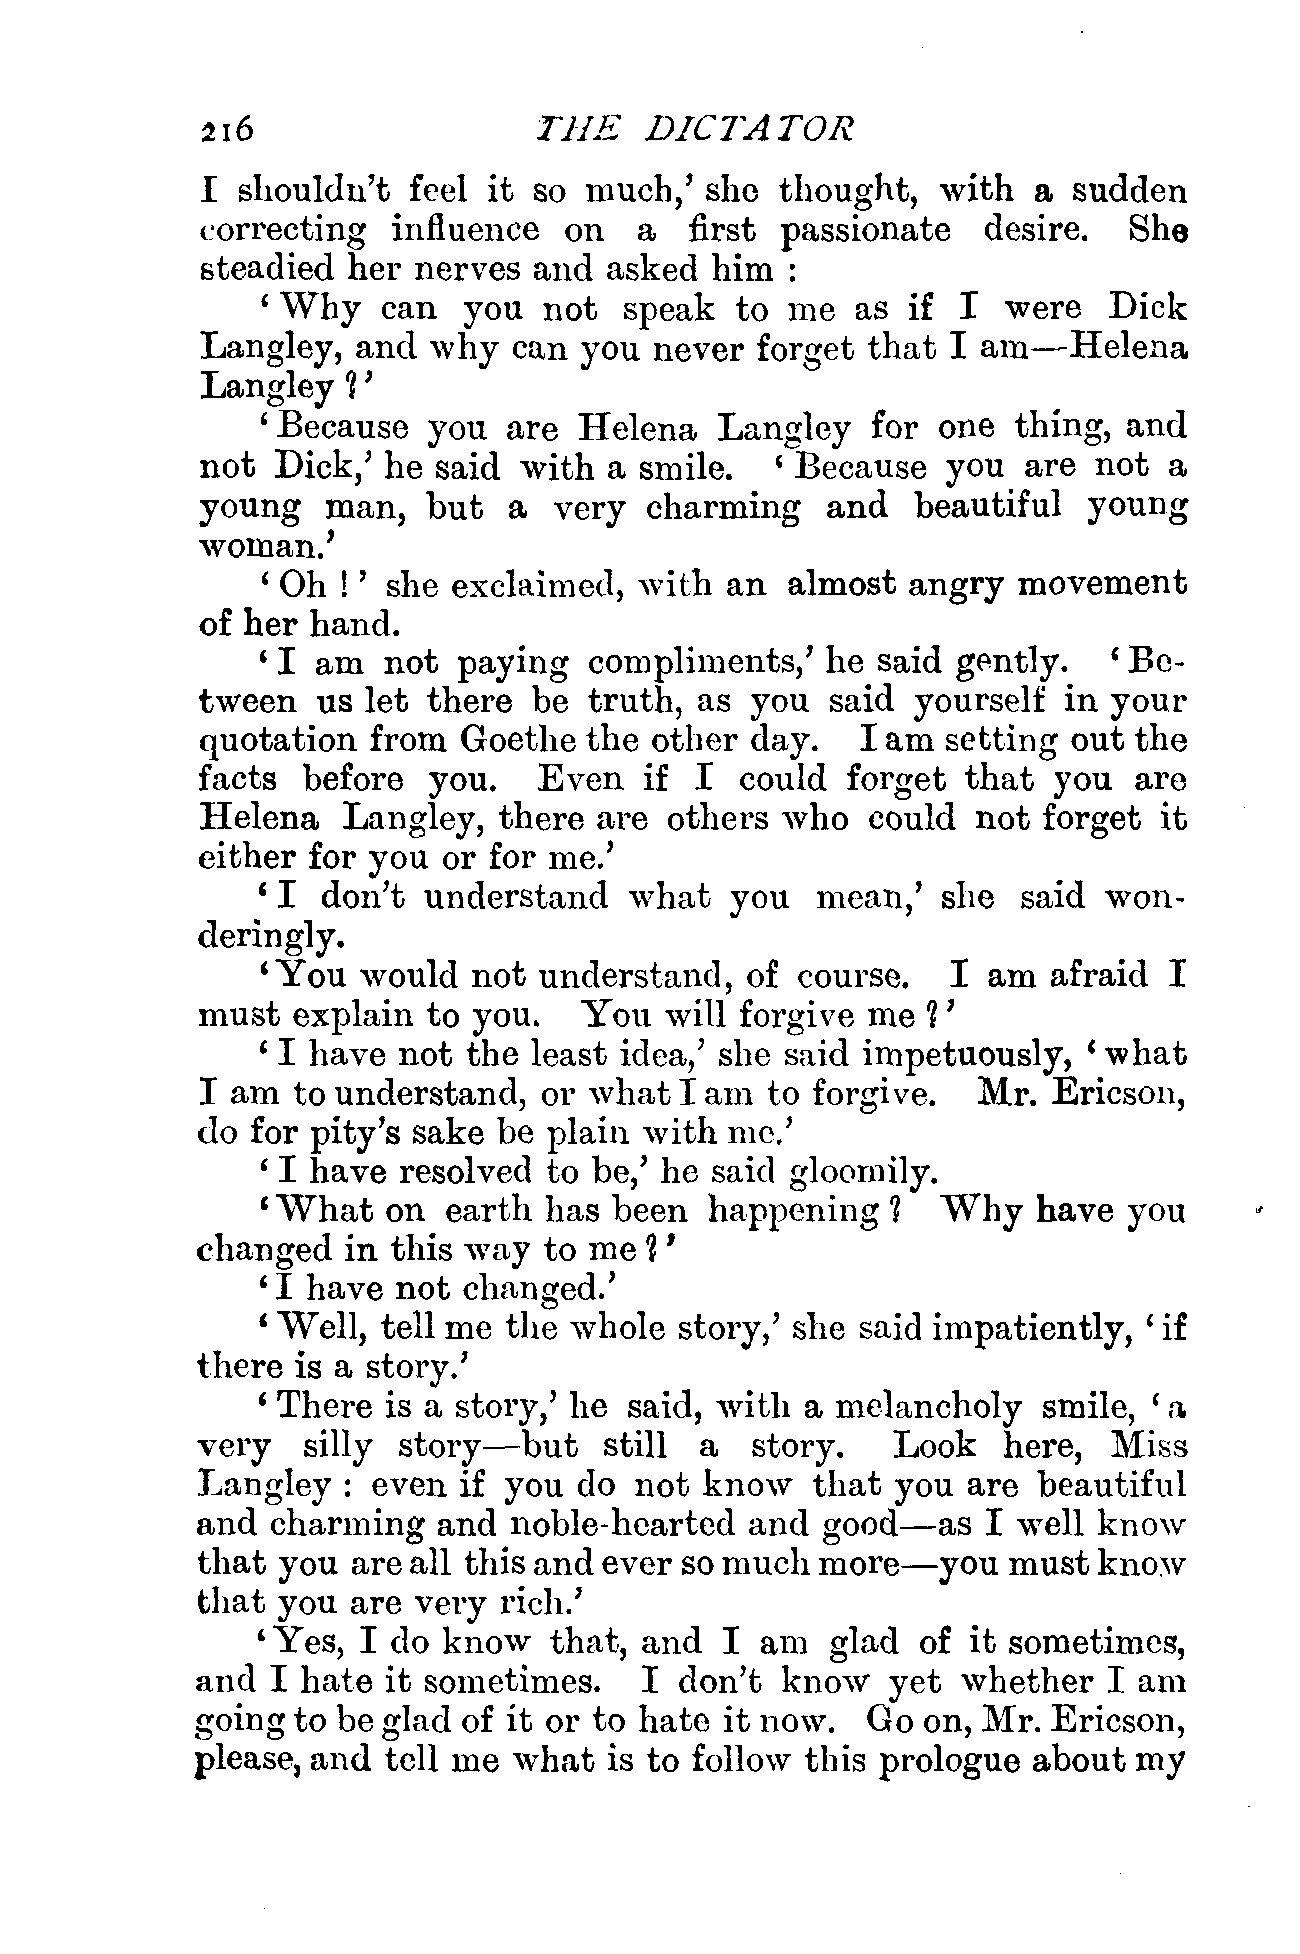 216 THE DICTATOR
I shouldn't feel it so much,' she thought, with a sudden
correcting influence on a first passionate desire. She
steadied her nerves and asked him :
' Why can you not speak to me as if I were Dick
Langley, and why can you never forget that I am—Helena
Langley ?'
' Because you are Helena Langley for one thing, and
not Dick,' he said with a smile. ' Because you are not a
young man, but a very charming and beautiful young
woman.'
' Oh ! ' she exclaimed, with an almost angry movement
of her hand.
' I am not paying compliments,' he said gently. ' Be-
tween us let there be truth, as you said yourself in your
quotation from Goethe the other day. I am setting out the
facts before you. Even if I could forget that you are
Helena Langley, there are others who could not forget it
either for you or for me.'
' I don't understand what you mean,' she said won-
deringly.
' You would not understand, of course. I am afraid I
must explain to you. You will forgive me ?'
' I have not the least idea,' she said impetuously, ' what
I am to understand, or what I am to forgive. Mr. Ericson,
do for pity's sake be plain with me.'
' I have resolved to be,' he said gloomily.
' What on earth has been happening ? Why have you
changed in this way to me ?'
' I have not changed.'
' Well, tell me the whole story,' she said impatiently, ' if
there is a story.'
' There is a story,' he said, with a melancholy smile, ' a
very silly story—but still a story. Look here, Miss
Langley : even if you do not know that you are beautiful
and charming and noble-hearted and good—as I well know
that you are all this and ever so much more—you must know
that you are very rich.'
' Yes, I do know that, and I am glad of it sometimes,
and I hate it sometimes. I don't know yet whether I am
going to be glad of it or to hate it now. Go on, Mr. Ericson,
please, and tell me what is to follow this prologue about my